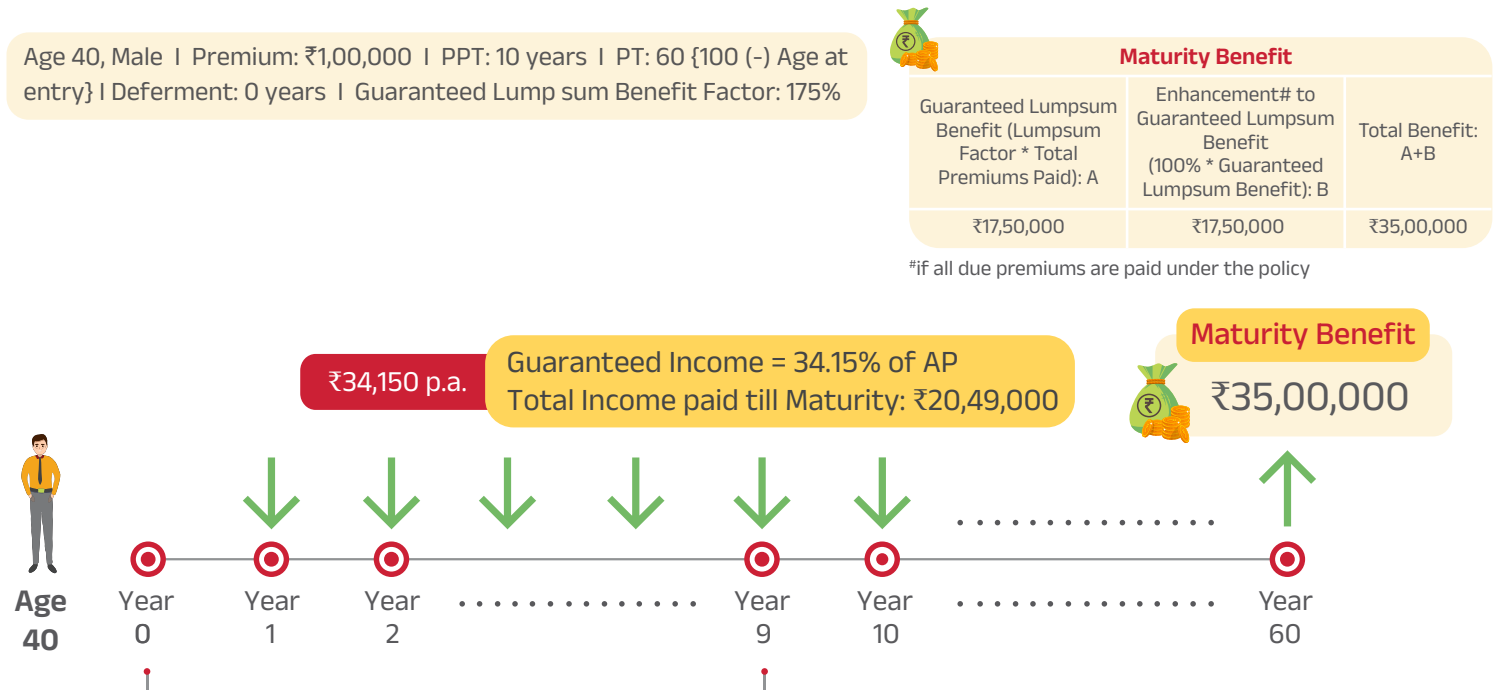 Age 40, Male I Premium: ₹1,00,000 I PPT: 10 years I PT: 60 {100 (-) Age at
entry} I Deferment: 0 years I Guaranteed Lump sum Benefit Factor: 175%
₹
Maturity Benefit
Guaranteed Lumpsum
Benefit (Lumpsum
Factor * Total
Premiums Paid): A
Enhancement# to
Guaranteed Lumpsum
Benefit
(100% * Guaranteed
Lumpsum Benefit): B
Total Benefit:
A+B
₹17,50,000
₹17,50,000
₹35,00,000
#if all due premiums are paid under the policy
₹34,150 p.a.
Guaranteed Income = 34.15% of AP
Total Income paid till Maturity: ₹20,49,000
Maturity Benefit
₹
₹35,00,000
Age
40
Year
0
Year
1
Year
2
Year
9
Year
10
Year
60